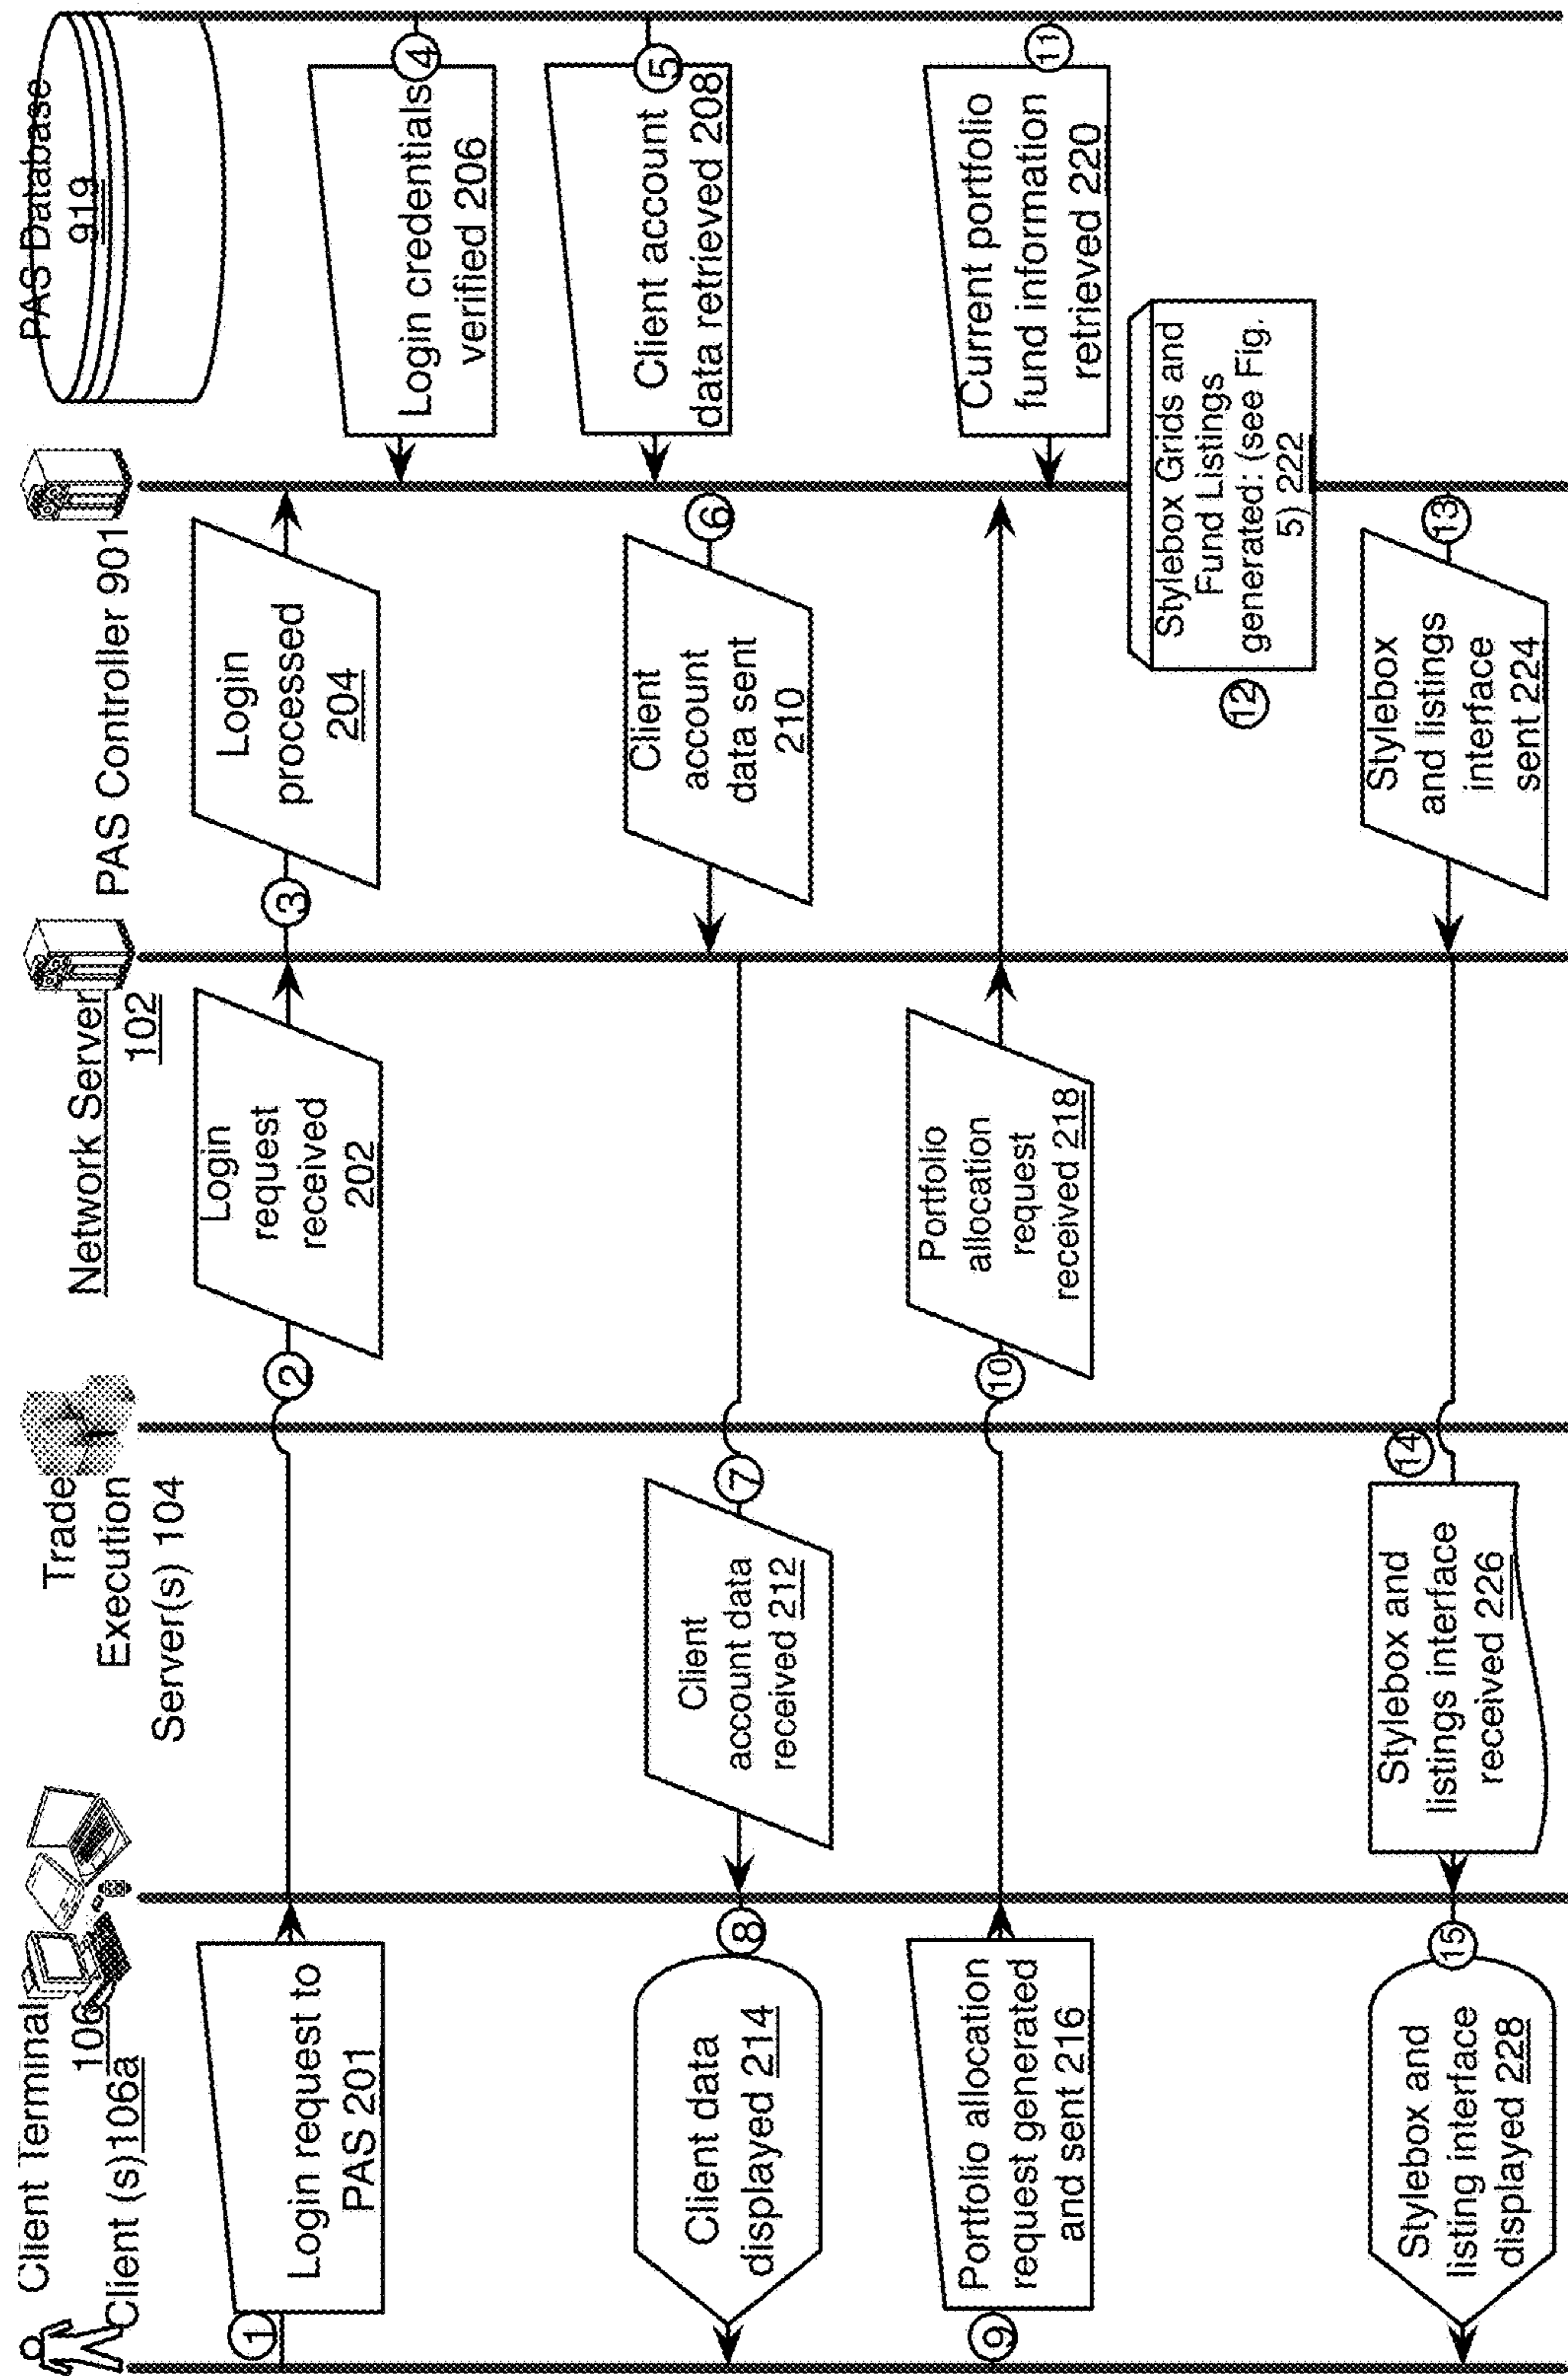 Client Terminal
106
Client (s)106a
Trade
Execution
Server(s) 104
Network Server
102
PAS Controller 901
PAS Database
919
1
Login request to
PAS 201
2
Login
request
received
202
3
Login
processed
204
4
Login credentials
verified 206
5
Client account
data retrieved 208
6
Client
account
data sent
210
7
Client
account data
received 212
8
Client data
displayed 214
9
Portfolio allocation
request generated
and sent 216
10
Portfolio
allocation
request
received 218
11
Current portfolio
fund information
retrieved 220
12
Stylebox Grids and
Fund Listings
generated: (see Fig.
5) 222
13
Stylebox
and listings
interface
sent 224
14
Stylebox and
listings interface
received 226
15
Stylebox and
listing interface
displayed 228